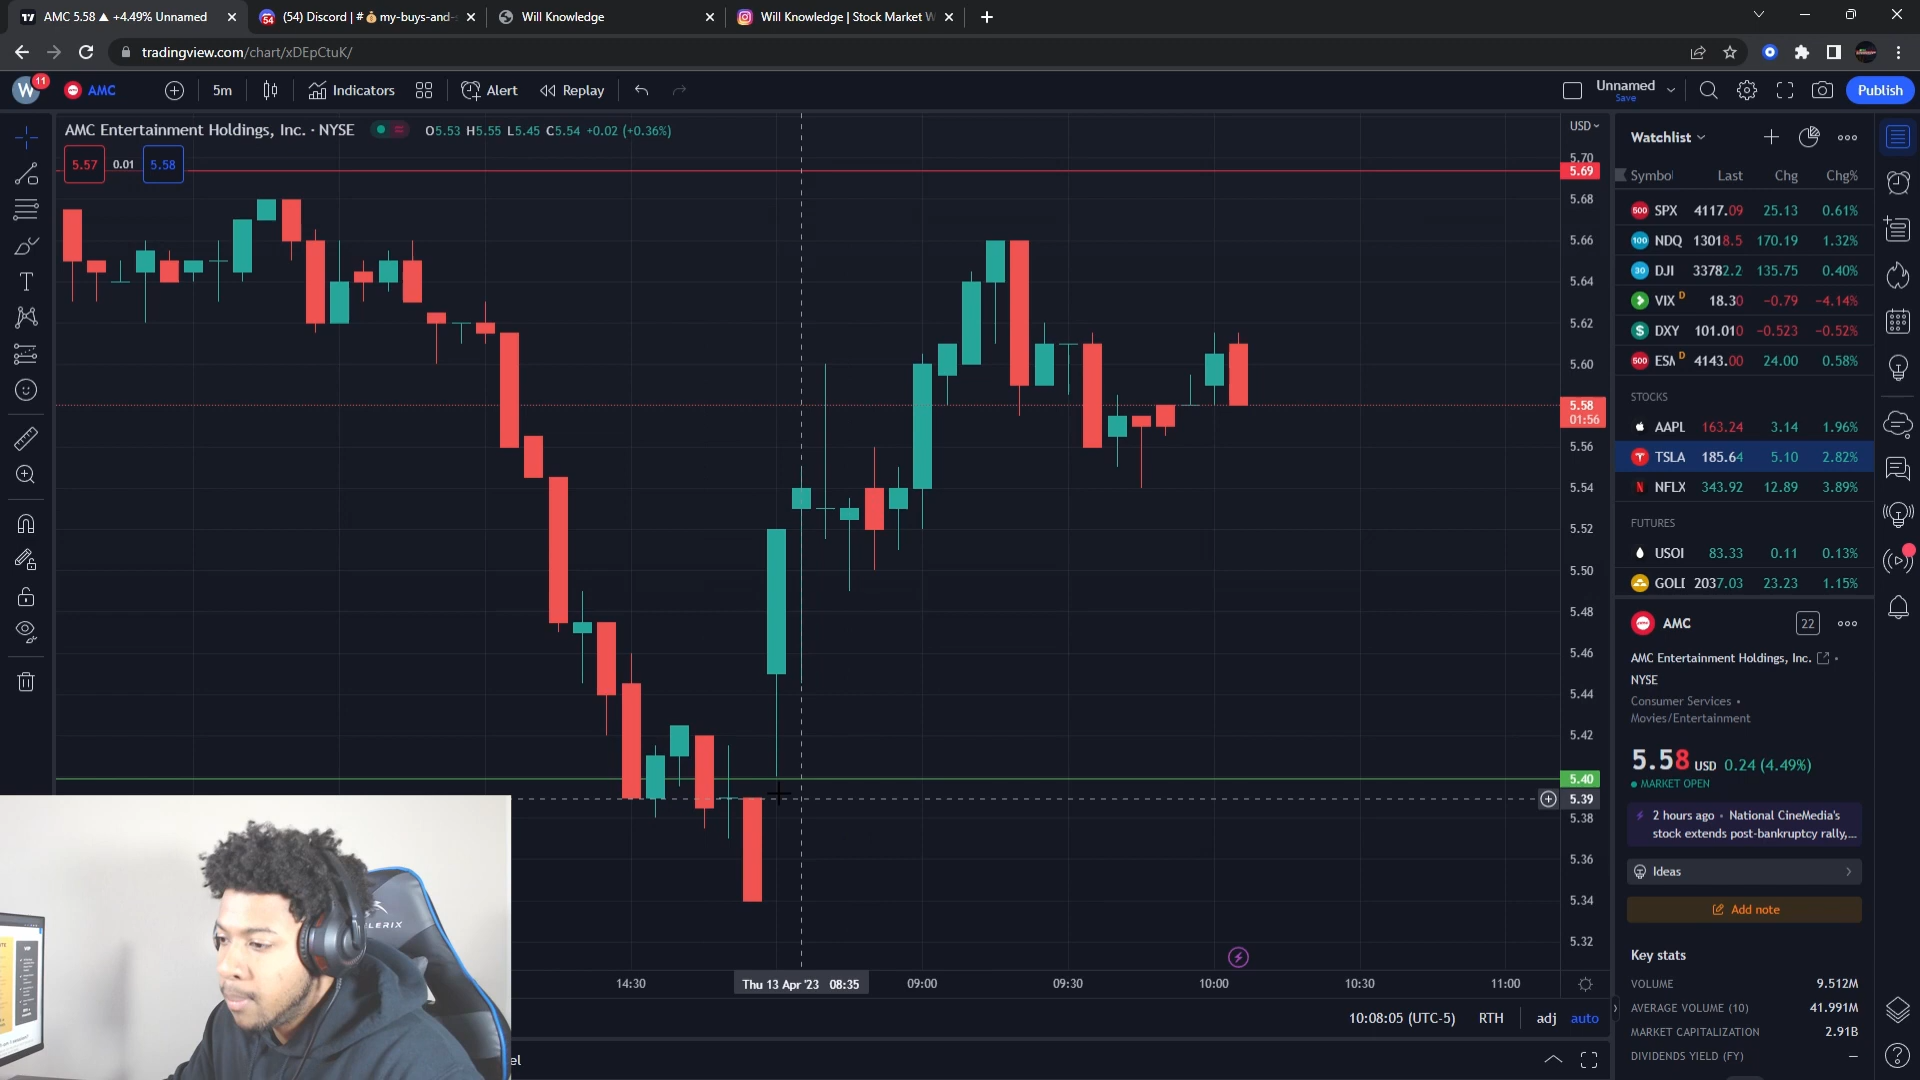 AMC 5.58 ▲ +4.49% Unnamed
(54) Discord | #💰my-buys-and-s
Will Knowledge
Will Knowledge | Stock Market W
tradingview.com/chart/xDEpCtuK/
W
11
AMC
5m
Indicators
Alert
Replay
Unnamed
Save
Publish
AMC Entertainment Holdings, Inc. · NYSE
O5.53 H5.55 L5.45 C5.54 +0.02 (+0.36%)
5.57
0.01
5.58
USD
5.70
5.69
5.68
5.66
5.64
5.62
5.60
5.58
01:56
5.56
5.54
5.52
5.50
5.48
5.46
5.44
5.42
5.40
5.39
5.38
5.36
5.34
5.32
14:30
Thu 13 Apr '23 08:35
09:00
09:30
10:00
10:30
11:00
10:08:05 (UTC-5)
RTH
adj
auto
el
Watchlist
Symbol Last Chg Chg%
500 SPX 4117.09 25.13 0.61%
100 NDQ 13018.5 170.19 1.32%
30 DJI 33782.2 135.75 0.40%
VIX D 18.30 −0.79 −4.14%
$ DXY 101.010 −0.523 −0.52%
500 ESM D 4143.00 24.00 0.58%
STOCKS
AAPL 163.24 3.14 1.96%
TSLA 185.64 5.10 2.82%
N NFLX 343.92 12.89 3.89%
FUTURES
USOI 83.33 0.11 0.13%
GOLD 2037.03 23.23 1.15%
AMC
22
AMC Entertainment Holdings, Inc. •
NYSE
Consumer Services •
Movies/Entertainment
5.58 USD 0.24 (4.49%)
MARKET OPEN
2 hours ago • National CineMedia's
stock extends post-bankruptcy rally,...
Ideas
Add note
Key stats
VOLUME 9.512M
AVERAGE VOLUME (10) 41.991M
MARKET CAPITALIZATION 2.91B
DIVIDENDS YIELD (FY) —